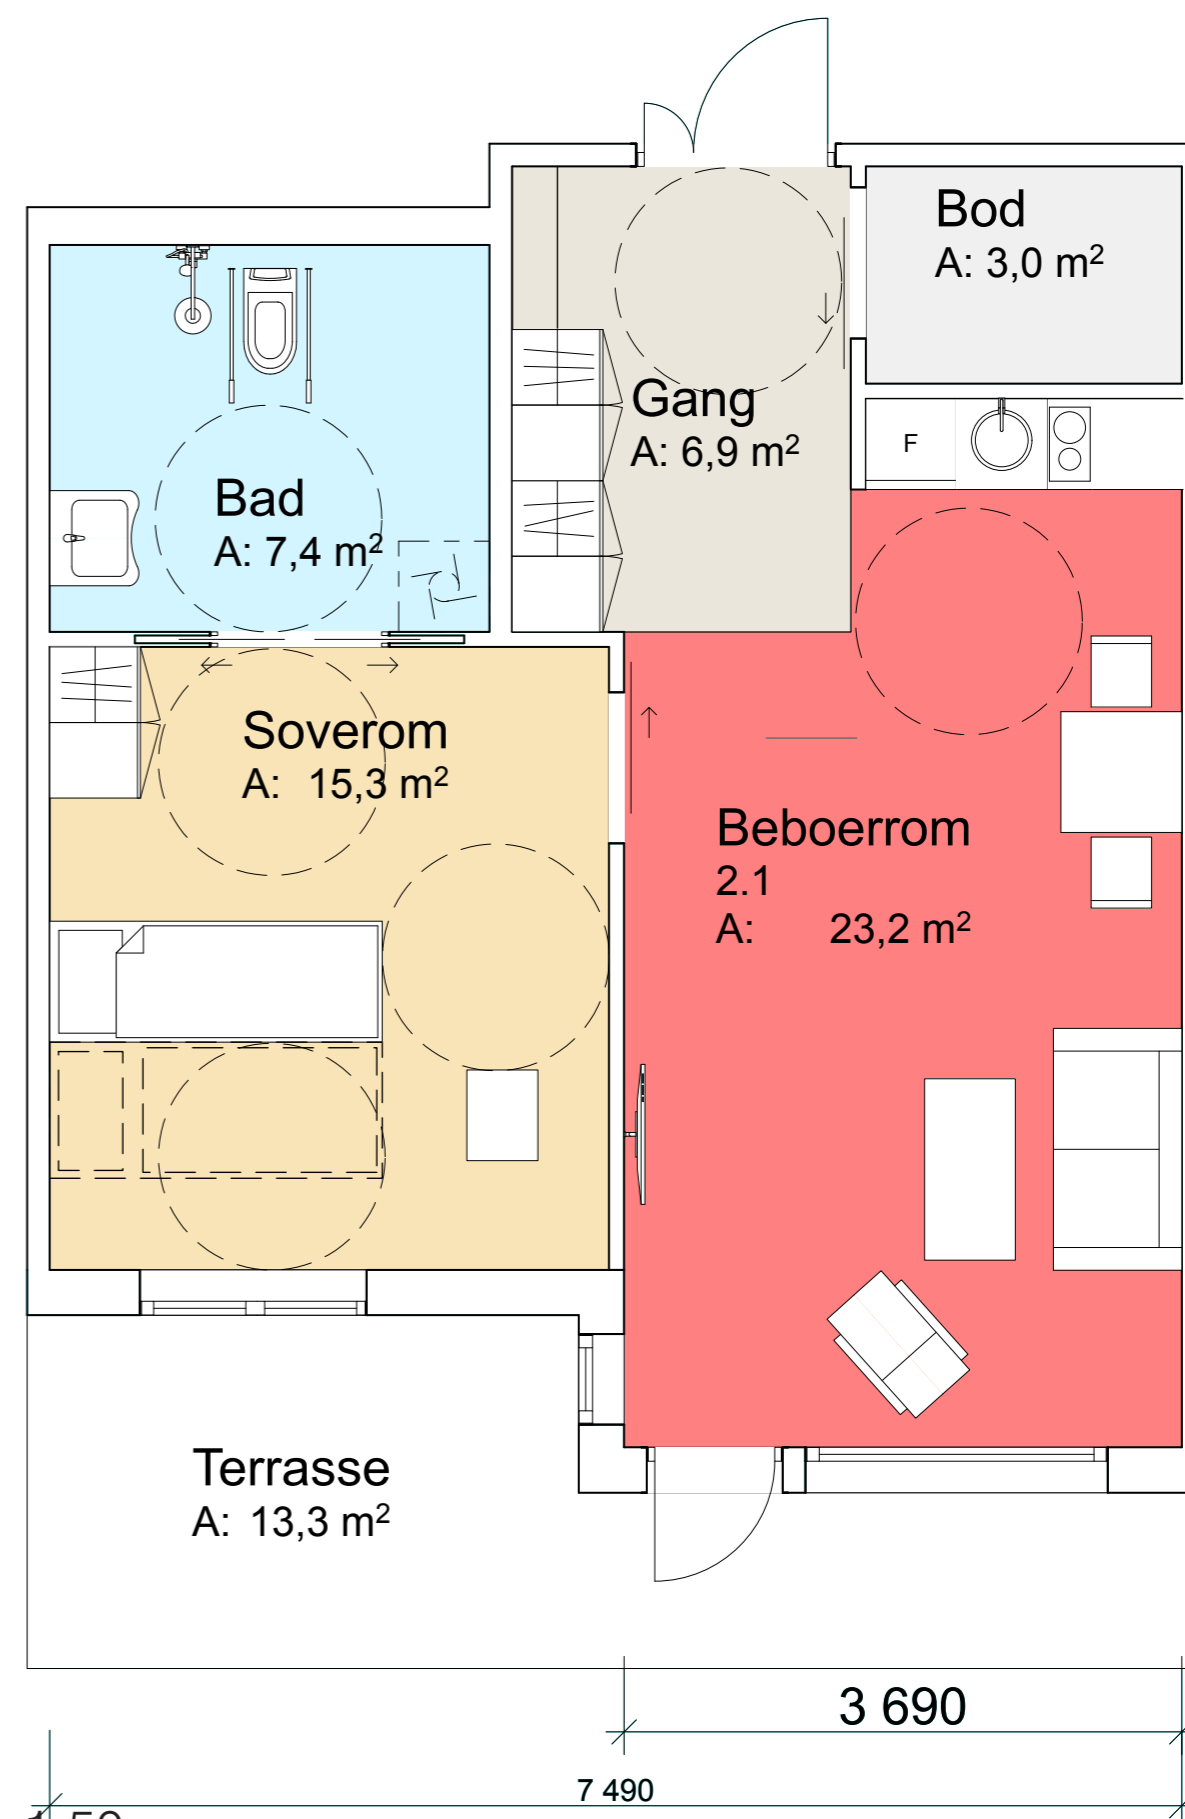 Bod
A: 3,0 m²
Gang
A: 6,9 m²
F
Bad
A: 7,4 m²
Soverom
A: 15,3 m²
Beboerrom
2.1
A: 23,2 m²
Terrasse
A: 13,3 m²
3 690
7 490